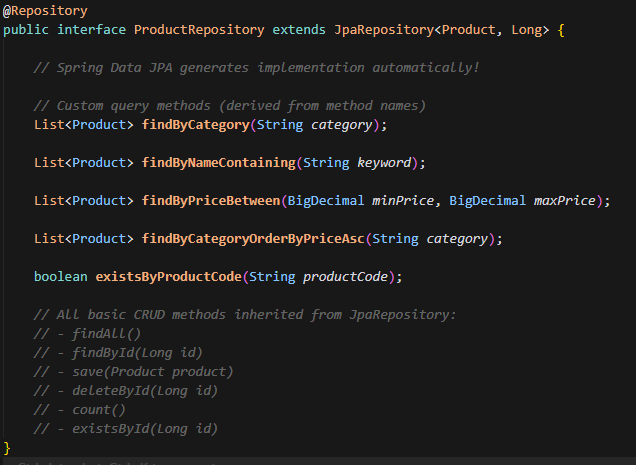 @Repository
public interface ProductRepository extends JpaRepository<Product, Long> {
// Spring Data JPA generates implementation automatically!
// Custom query methods (derived from method names)
List<Product> findByCategory(String category);
List<Product> findByNameContaining(String keyword);
List<Product> findByPriceBetween(BigDecimal minPrice, BigDecimal maxPrice);
List<Product> findByCategoryOrderByPriceAsc(String category);
boolean existsByProductCode(String productCode);
// All basic CRUD methods inherited from JpaRepository:
// - findAll()
// - findById(Long id)
// - save(Product product)
// - deleteById(Long id)
// - count()
// - existsById(Long id)
}